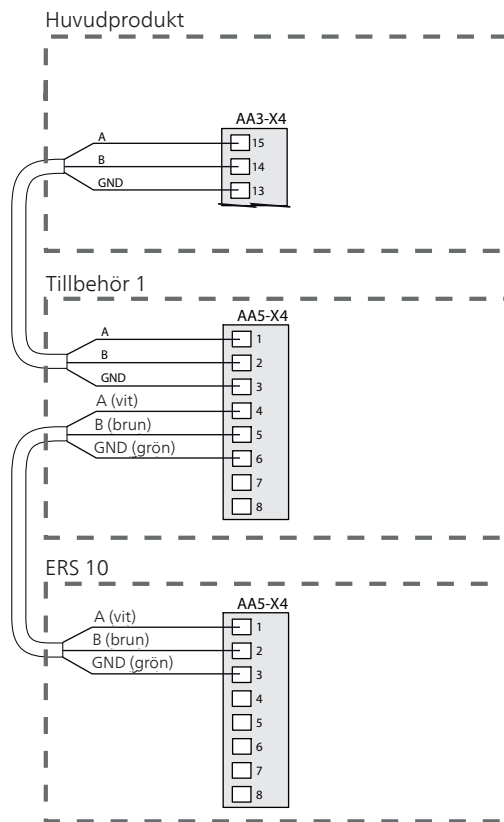 Huvudprodukt
AA3-X4
A
15
B
14
GND
13
Tillbehör 1
AA5-X4
A
1
B
2
GND
3
A (vit)
4
B (brun)
5
GND (grön)
6
7
8
ERS 10
AA5-X4
A (vit)
1
B (brun)
2
GND (grön)
3
4
5
6
7
8